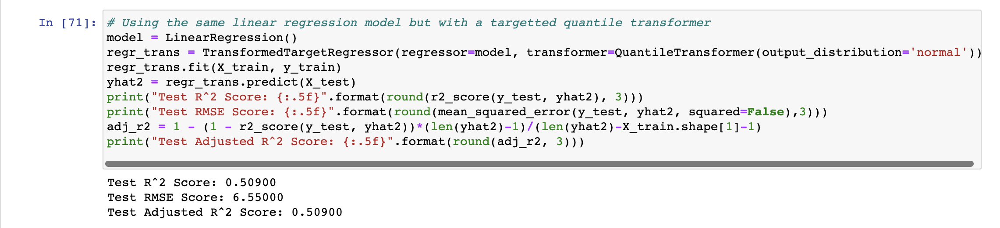 In [71]: # Using the same linear regression model but with a targetted quantile transformer
model = LinearRegression()
regr_trans = TransformedTargetRegressor(regressor=model, transformer=QuantileTransformer(output_distribution='normal'))
regr_trans.fit(X_train, y_train)
yhat2 = regr_trans.predict(X_test)
print("Test R^2 Score: {:.5f}".format(round(r2_score(y_test, yhat2), 3)))
print("Test RMSE Score: {:.5f}".format(round(mean_squared_error(y_test, yhat2, squared=False),3)))
adj_r2 = 1 - (1 - r2_score(y_test, yhat2))*(len(yhat2)-1)/(len(yhat2)-X_train.shape[1]-1)
print("Test Adjusted R^2 Score: {:.5f}".format(round(adj_r2, 3)))
Test R^2 Score: 0.50900
Test RMSE Score: 6.55000
Test Adjusted R^2 Score: 0.50900